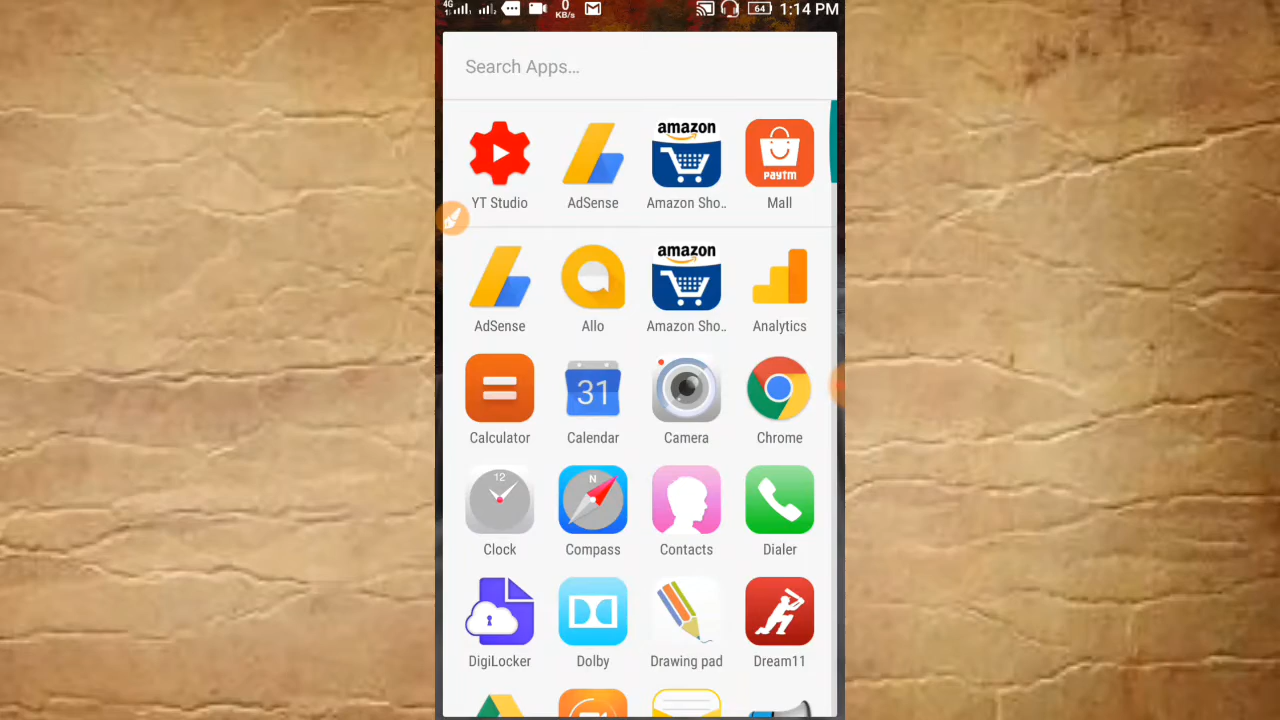 4G 0 KB/s 64 1:14 PM
Search Apps...
amazon
paytm
YT Studio AdSense Amazon Sho.. Mall
amazon
AdSense Allo Amazon Sho.. Analytics
31
Calculator Calendar Camera Chrome
12 N
Clock Compass Contacts Dialer
DigiLocker Dolby Drawing pad Dream11